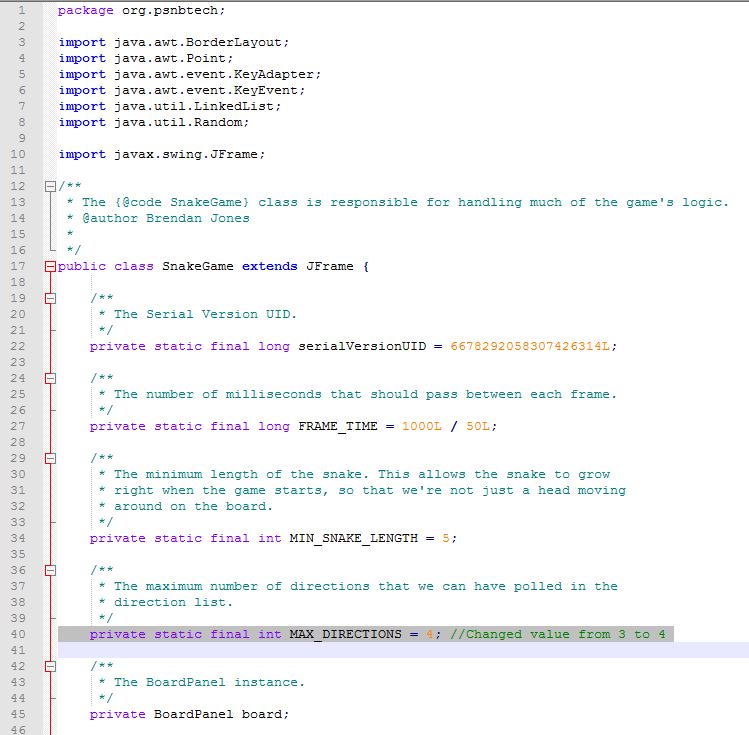 1 package org.psnbtech;
2
3 import java.awt.BorderLayout;
4 import java.awt.Point;
5 import java.awt.event.KeyAdapter;
6 import java.awt.event.KeyEvent;
7 import java.util.LinkedList;
8 import java.util.Random;
9
10 import javax.swing.JFrame;
11
12 /**
13 * The {@code SnakeGame} class is responsible for handling much of the game's logic.
14 * @author Brendan Jones
15 *
16 */
17 public class SnakeGame extends JFrame {
18
19 /**
20 * The Serial Version UID.
21 */
22 private static final long serialVersionUID = 6678292058307426314L;
23
24 /**
25 * The number of milliseconds that should pass between each frame.
26 */
27 private static final long FRAME_TIME = 1000L / 50L;
28
29 /**
30 * The minimum length of the snake. This allows the snake to grow
31 * right when the game starts, so that we're not just a head moving
32 * around on the board.
33 */
34 private static final int MIN_SNAKE_LENGTH = 5;
35
36 /**
37 * The maximum number of directions that we can have polled in the
38 * direction list.
39 */
40 private static final int MAX_DIRECTIONS = 4; //Changed value from 3 to 4
41
42 /**
43 * The BoardPanel instance.
44 */
45 private BoardPanel board;
46